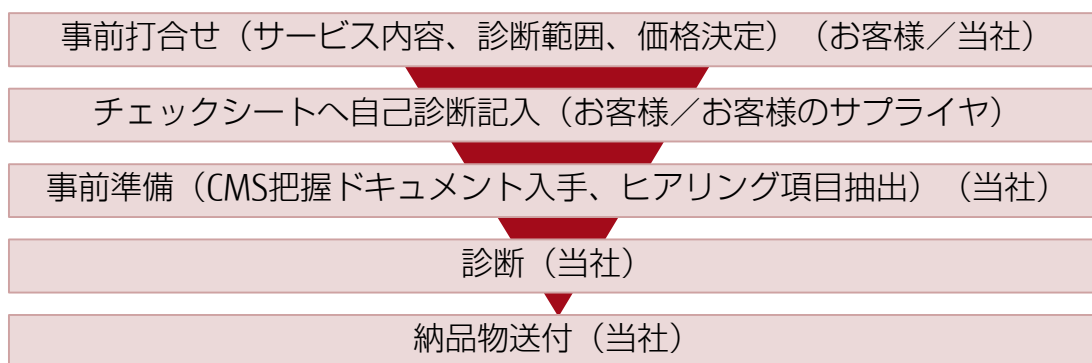 事前打合せ（サービス内容、診断範囲、価格決定）（お客様／当社）
チェックシートへ自己診断記入（お客様／お客様のサプライヤ）
事前準備（CMS把握ドキュメント入手、ヒアリング項目抽出）（当社）
診断（当社）
納品物送付（当社）